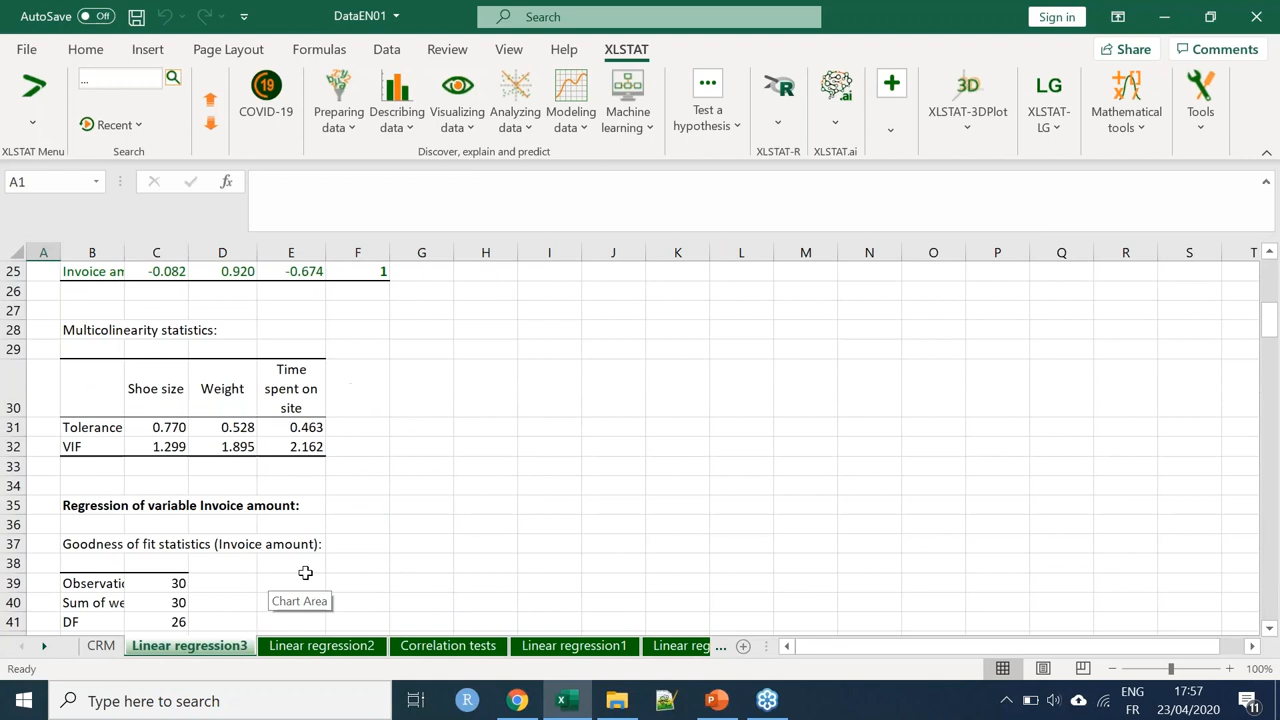 AutoSave Off DataEN01 Search Sign in
File Home Insert Page Layout Formulas Data Review View Help XLSTAT Share Comments
... Recent COVID-19 Preparing data Describing data Visualizing data Analyzing data Modeling data Machine learning ... Test a hypothesis R 3D XLSTAT-3DPlot LG XLSTAT-LG Mathematical tools Tools
XLSTAT Menu Search Discover, explain and predict XLSTAT-R XLSTAT.ai
A1 fx
A B C D E F G H I J K L M N O P Q R S T
25 Invoice am -0.082 0.920 -0.674 1
26
27
28 Multicolinearity statistics:
29
30 Shoe size Weight Time spent on site
31 Tolerance 0.770 0.528 0.463
32 VIF 1.299 1.895 2.162
33
34
35 Regression of variable Invoice amount:
36
37 Goodness of fit statistics (Invoice amount):
38
39 Observatio 30
40 Sum of we 30
Chart Area
41 DF 26
CRM Linear regression3 Linear regression2 Correlation tests Linear regression1 Linear reg ...
Ready 100%
Type here to search ENG 17:57
FR 23/04/2020 11